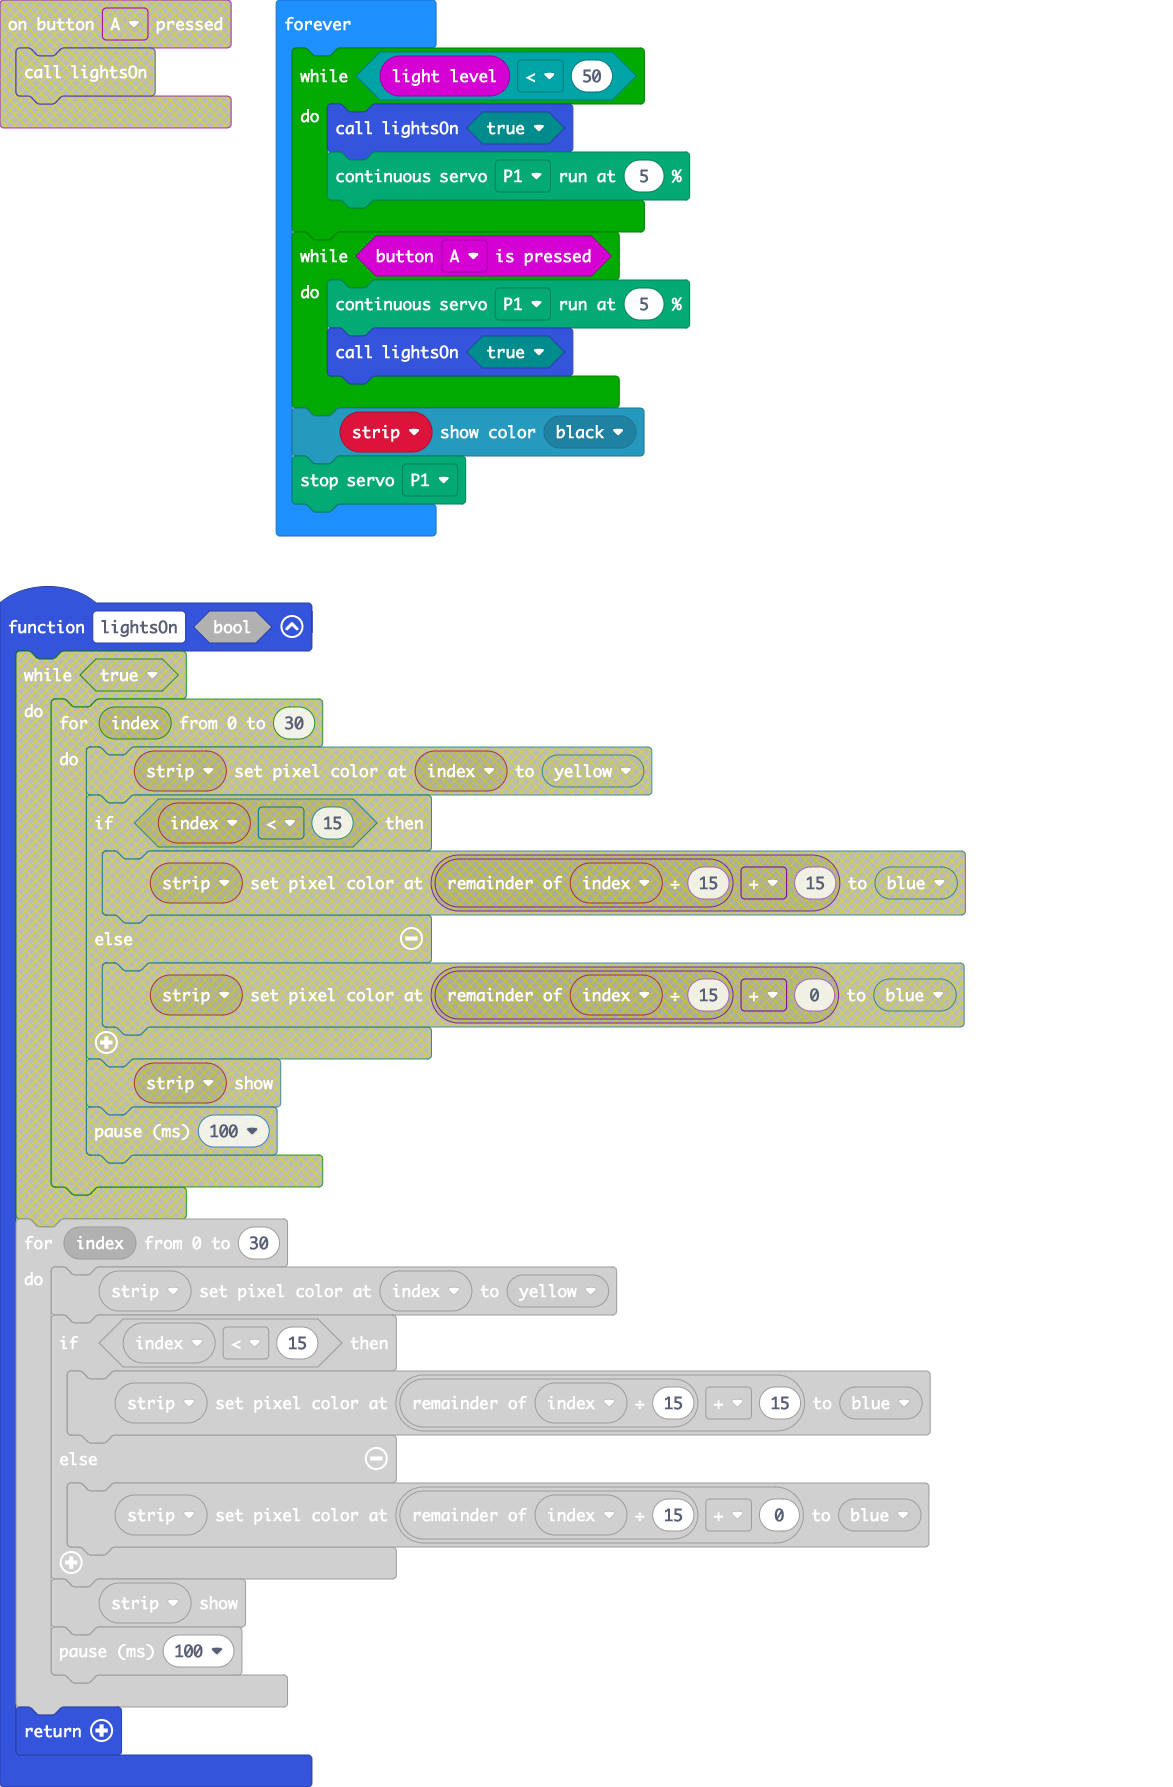 on button A pressed
call lightsOn
forever
while light level < 50
do
call lightsOn true
continuous servo P1 run at 5 %
while button A is pressed
do
continuous servo P1 run at 5 %
call lightsOn true
strip show color black
stop servo P1
function lightsOn bool
while true
do
for index from 0 to 30
do
strip set pixel color at index to yellow
if index < 15 then
strip set pixel color at remainder of index ÷ 15 + 15 to blue
else
strip set pixel color at remainder of index ÷ 15 + 0 to blue
strip show
pause (ms) 100
for index from 0 to 30
do
strip set pixel color at index to yellow
if index < 15 then
strip set pixel color at remainder of index ÷ 15 + 15 to blue
else
strip set pixel color at remainder of index ÷ 15 + 0 to blue
strip show
pause (ms) 100
return